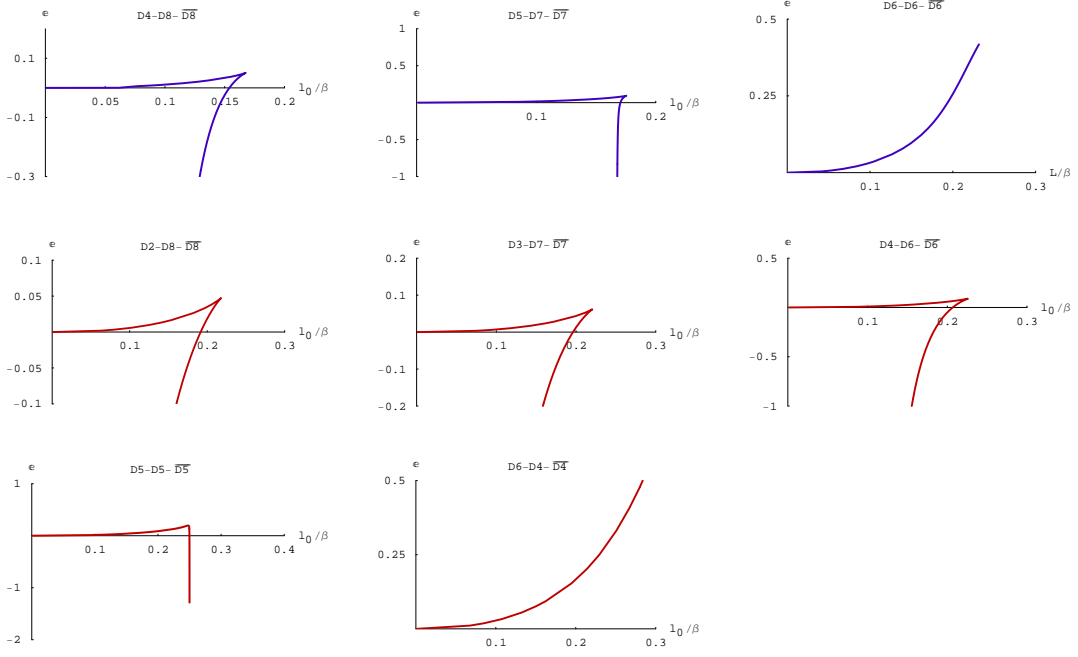 e D4-D8-D8
0.1
-0.1
-0.3
0.05 0.1 0.15 0.2 l0/β
e D5-D7-D7
1
0.5
-0.5
-1
0.1 0.2 l0/β
e D6-D6-D6
0.5
0.25
0.1 0.2 0.3 L/β
e D2-D8-D8
0.1
0.05
-0.05
-0.1
0.1 0.2 0.3 l0/β
e D3-D7-D7
0.2
0.1
-0.1
-0.2
0.1 0.2 0.3 l0/β
e D4-D6-D6
0.5
-0.5
-1
0.1 0.2 0.3 l0/β
e D5-D5-D5
1
-1
-2
0.1 0.2 0.3 0.4 l0/β
e D6-D4-D4
0.5
0.25
0.1 0.2 0.3 l0/β